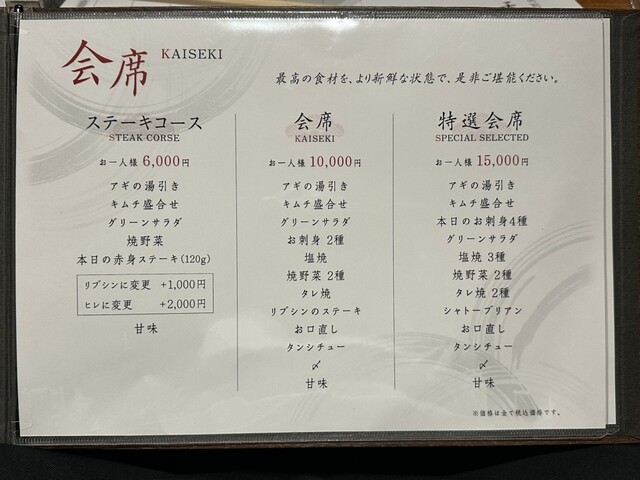 会席 KAISEKI
最高の食材を、より新鮮な状態で、是非ご堪能ください。
ステーキコース
STEAK CORSE
お一人様 6,000円
アギの湯引き
キムチ盛合せ
グリーンサラダ
焼野菜
本日の赤身ステーキ(120g)
リブシンに変更 +1,000円
ヒレに変更 +2,000円
甘味
会席
KAISEKI
お一人様 10,000円
アギの湯引き
キムチ盛合せ
グリーンサラダ
お刺身 2種
塩焼
焼野菜 2種
タレ焼
リブシンのステーキ
お口直し
タンシチュー
〆
甘味
特選会席
SPECIAL SELECTED
お一人様 15,000円
アギの湯引き
キムチ盛合せ
本日のお刺身4種
グリーンサラダ
塩焼 3種
焼野菜 2種
タレ焼 2種
シャトーブリアン
お口直し
タンシチュー
〆
甘味
※価格は全て税込価格です。